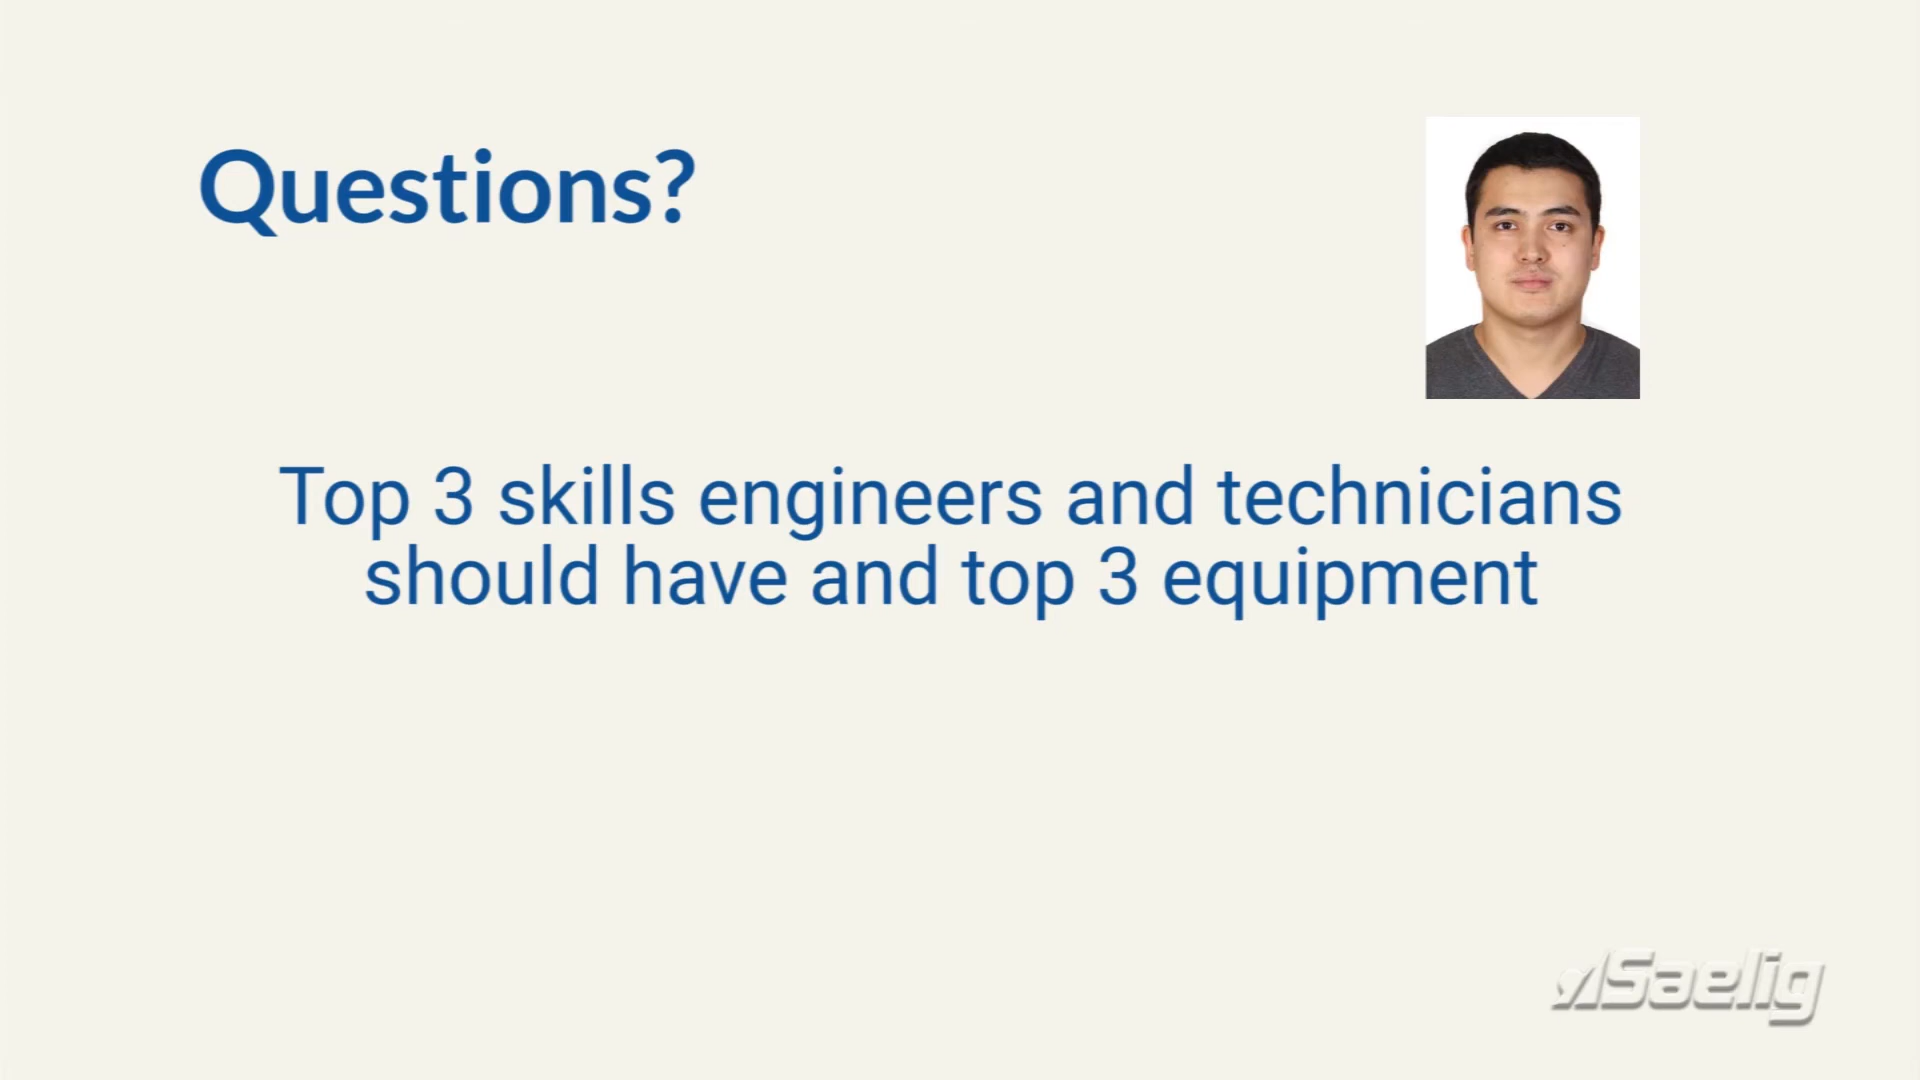 Questions?
Top 3 skills engineers and technicians
should have and top 3 equipment
Saelig